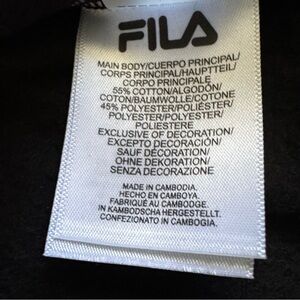 FILA
MAIN BODY/CUERPO PRINCIPAL/
CORPS PRINCIPAL/HAUPTTEIL/
CORPO PRINCIPALE
55% COTTON/ALGODÓN/
COTON/BAUMWOLLE/COTONE
45% POLYESTER/POLIÉSTER/
POLYESTER/POLYESTER/
POLIESTERE
EXCLUSIVE OF DECORATION/
EXCEPTO DECORACIÓN/
SAUF DÉCORATION/
OHNE DEKORATION/
SENZA DECORAZIONE
MADE IN CAMBODIA.
HECHO EN CAMBOYA
FABRIQUÉ AU CAMBODGE.
IN KAMBODSCHA HERGESTELLT.
CONFEZIONATO IN CAMBOGIA.